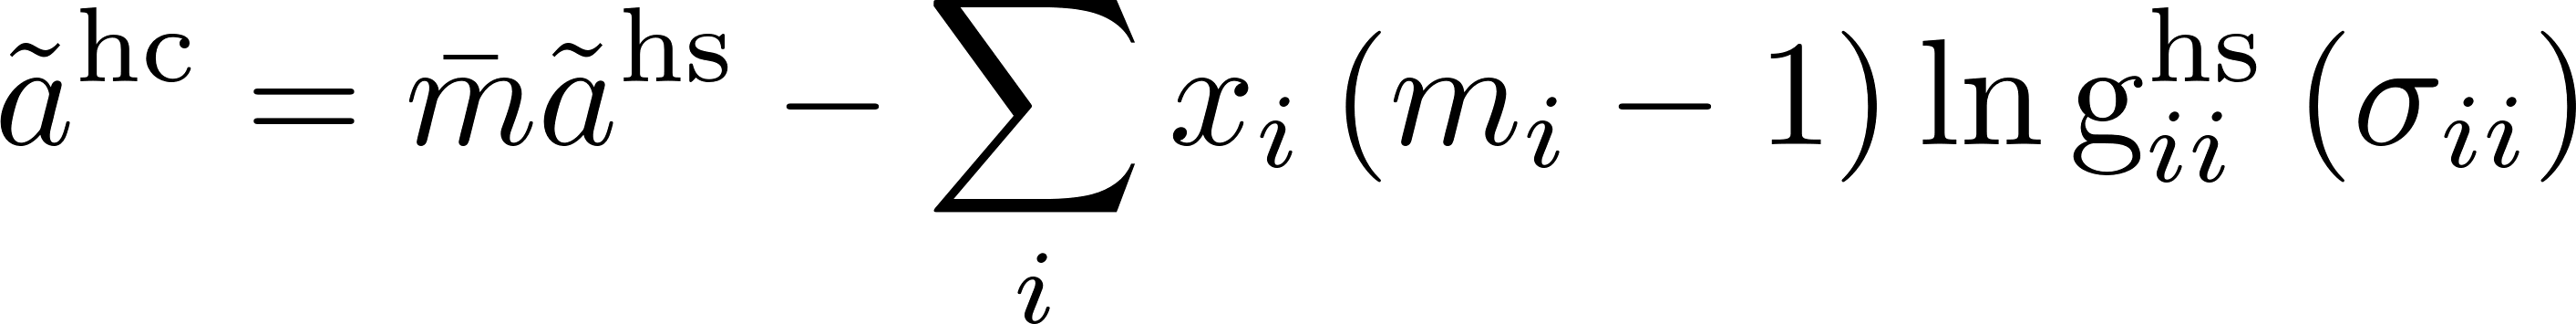 ã^hc = m̄ã^hs − ∑_i x_i (m_i − 1) ln g_ii^hs (σ_ii)